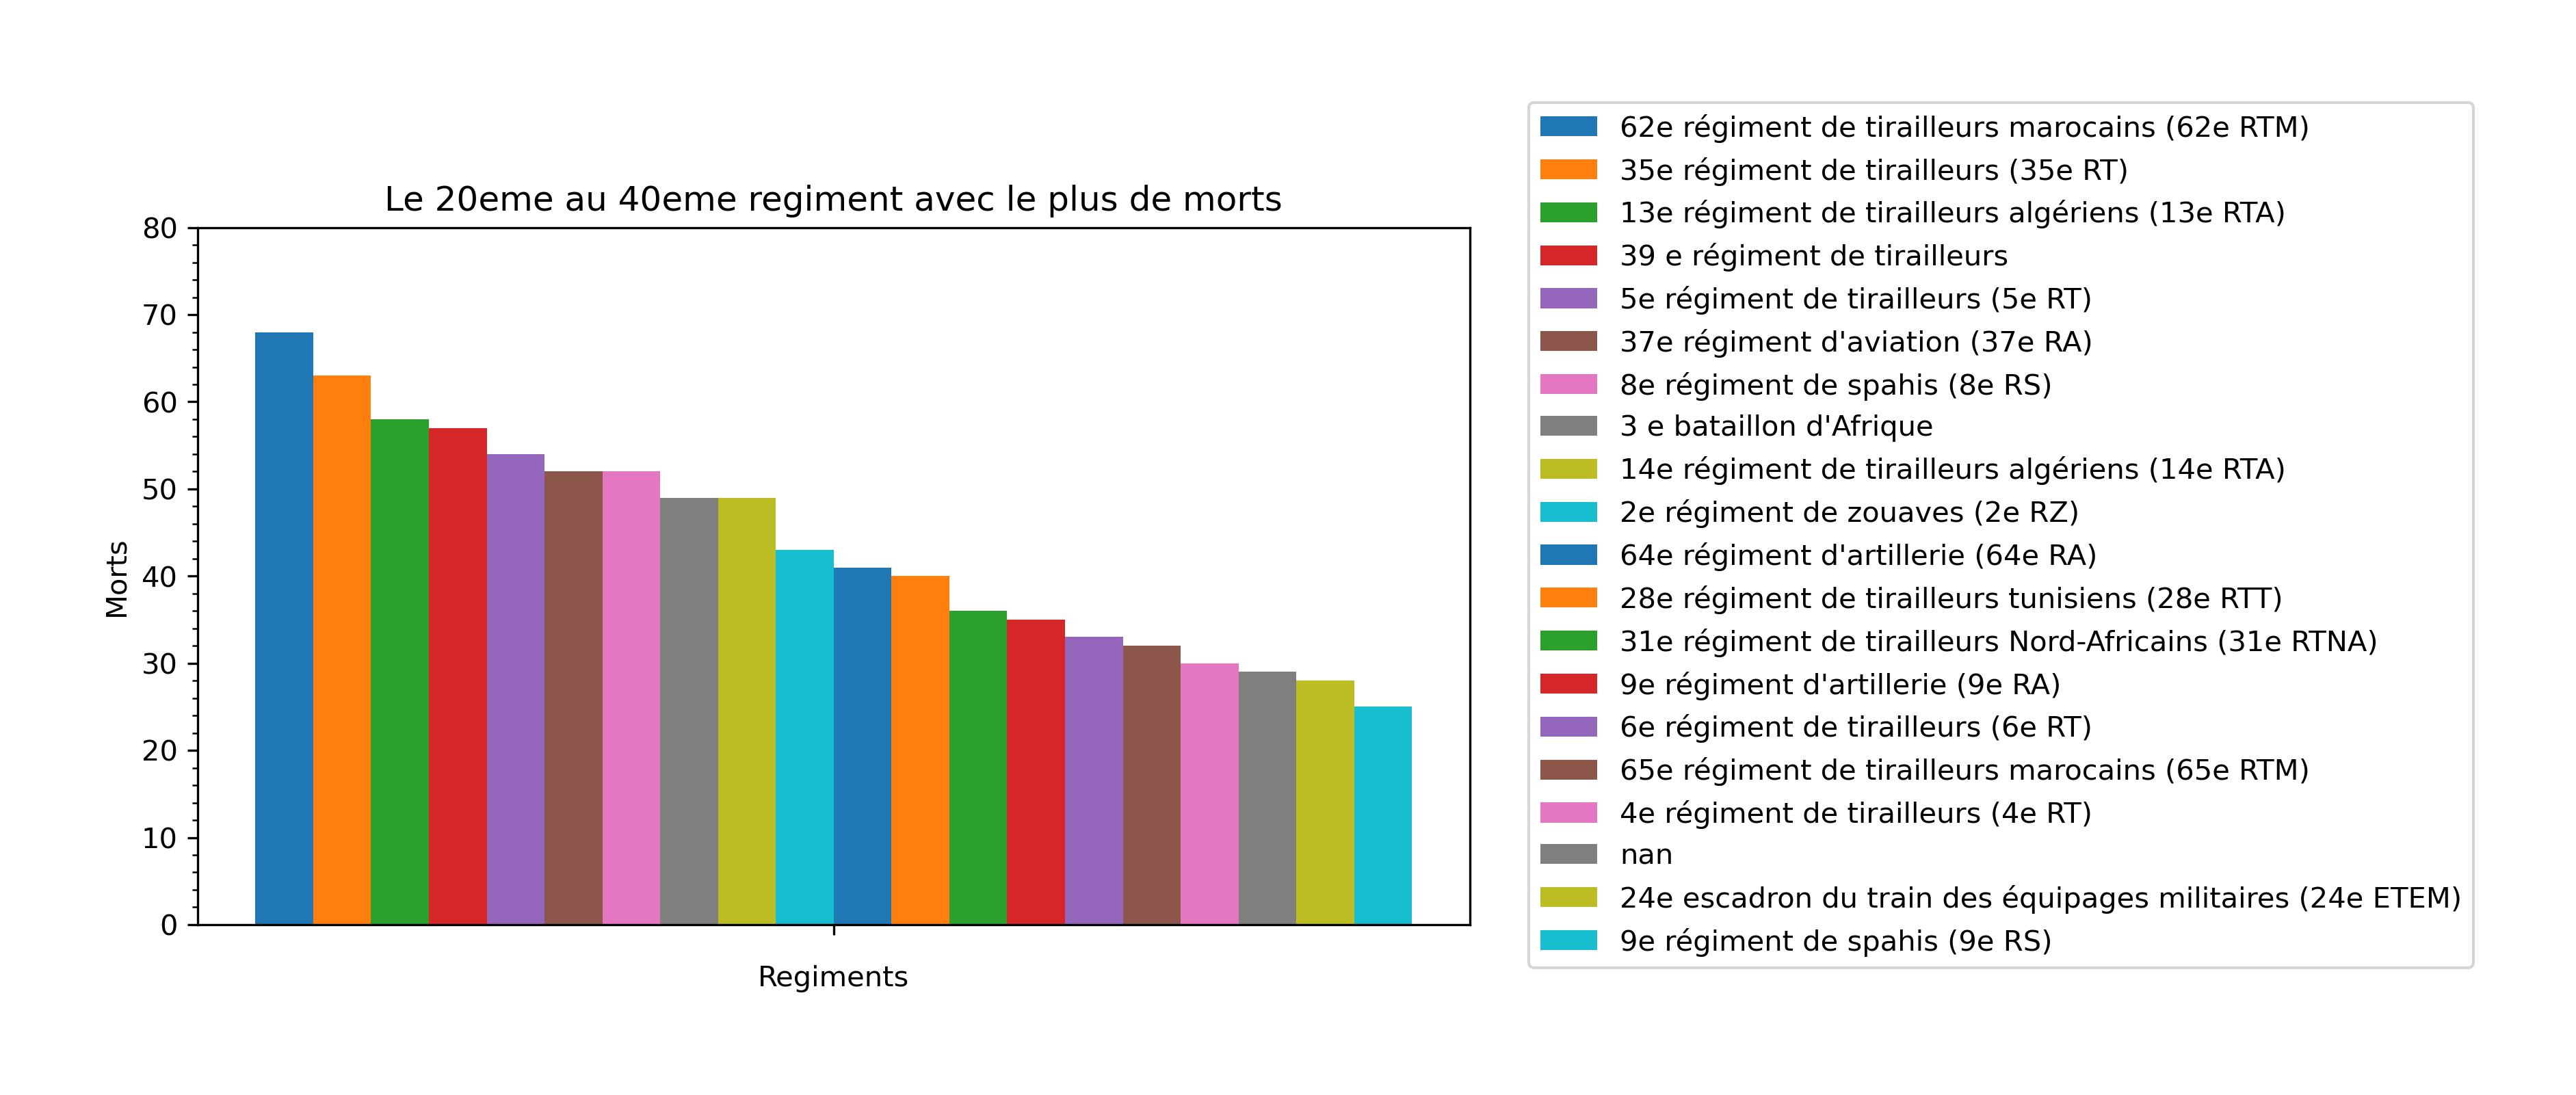 Le 20eme au 40eme regiment avec le plus de morts
80
70
60
50
40
30
20
10
0
Morts
Regiments
62e régiment de tirailleurs marocains (62e RTM)
35e régiment de tirailleurs (35e RT)
13e régiment de tirailleurs algériens (13e RTA)
39 e régiment de tirailleurs
5e régiment de tirailleurs (5e RT)
37e régiment d'aviation (37e RA)
8e régiment de spahis (8e RS)
3 e bataillon d'Afrique
14e régiment de tirailleurs algériens (14e RTA)
2e régiment de zouaves (2e RZ)
64e régiment d'artillerie (64e RA)
28e régiment de tirailleurs tunisiens (28e RTT)
31e régiment de tirailleurs Nord-Africains (31e RTNA)
9e régiment d'artillerie (9e RA)
6e régiment de tirailleurs (6e RT)
65e régiment de tirailleurs marocains (65e RTM)
4e régiment de tirailleurs (4e RT)
nan
24e escadron du train des équipages militaires (24e ETEM)
9e régiment de spahis (9e RS)